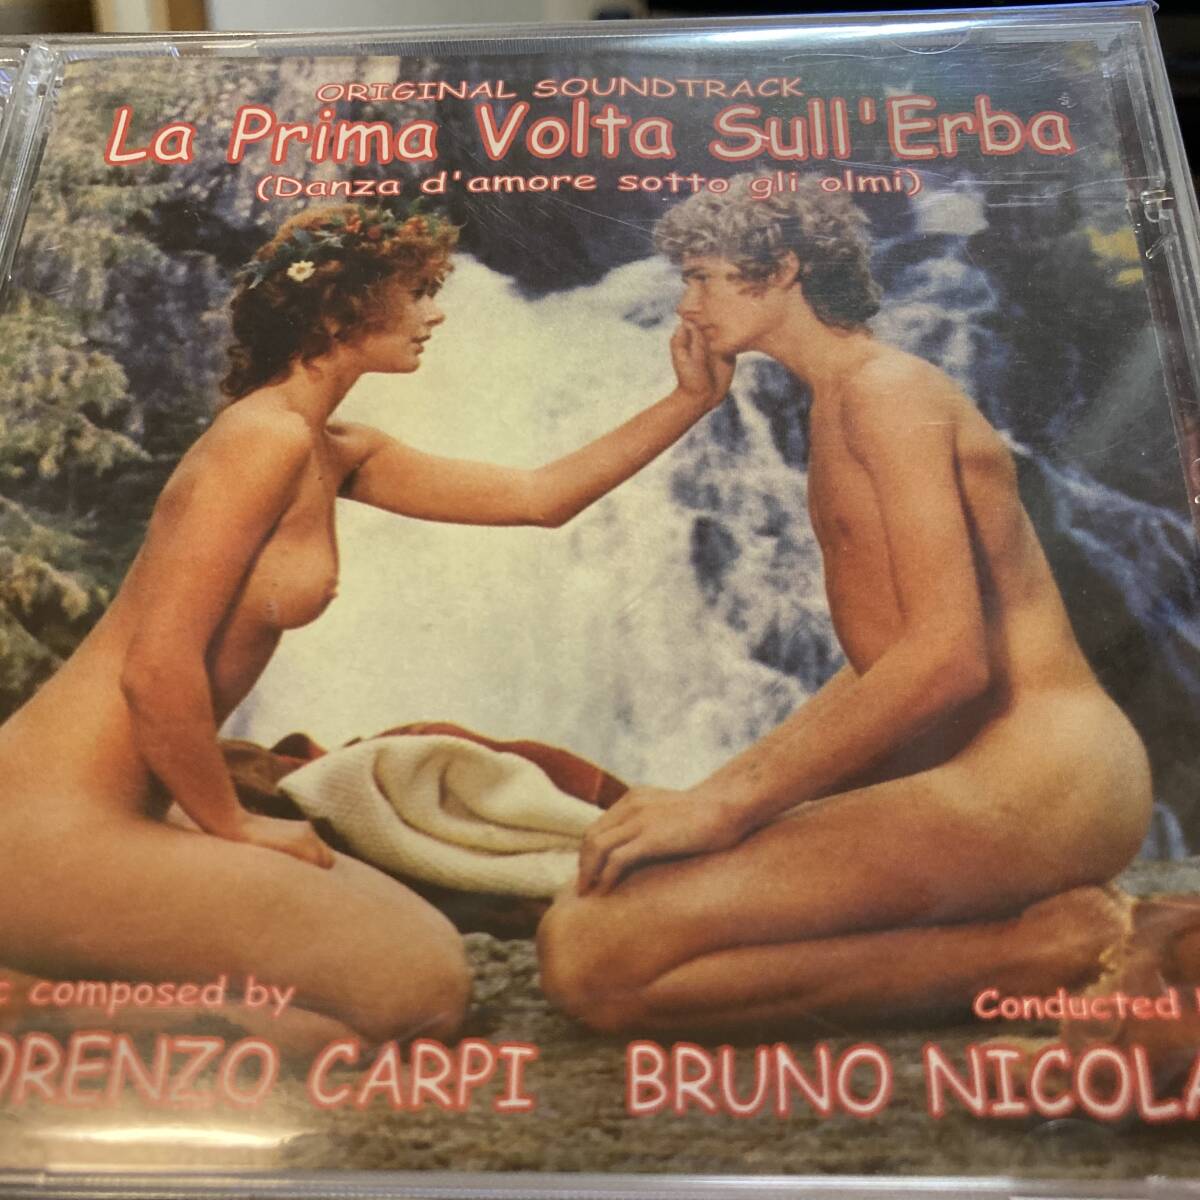 ORIGINAL SOUNDTRACK
La Prima Volta Sull'Erba
(Danza d'amore sotto gli olmi)
composed by
ORENZO CARPI
Conducted
BRUNO NICOLA